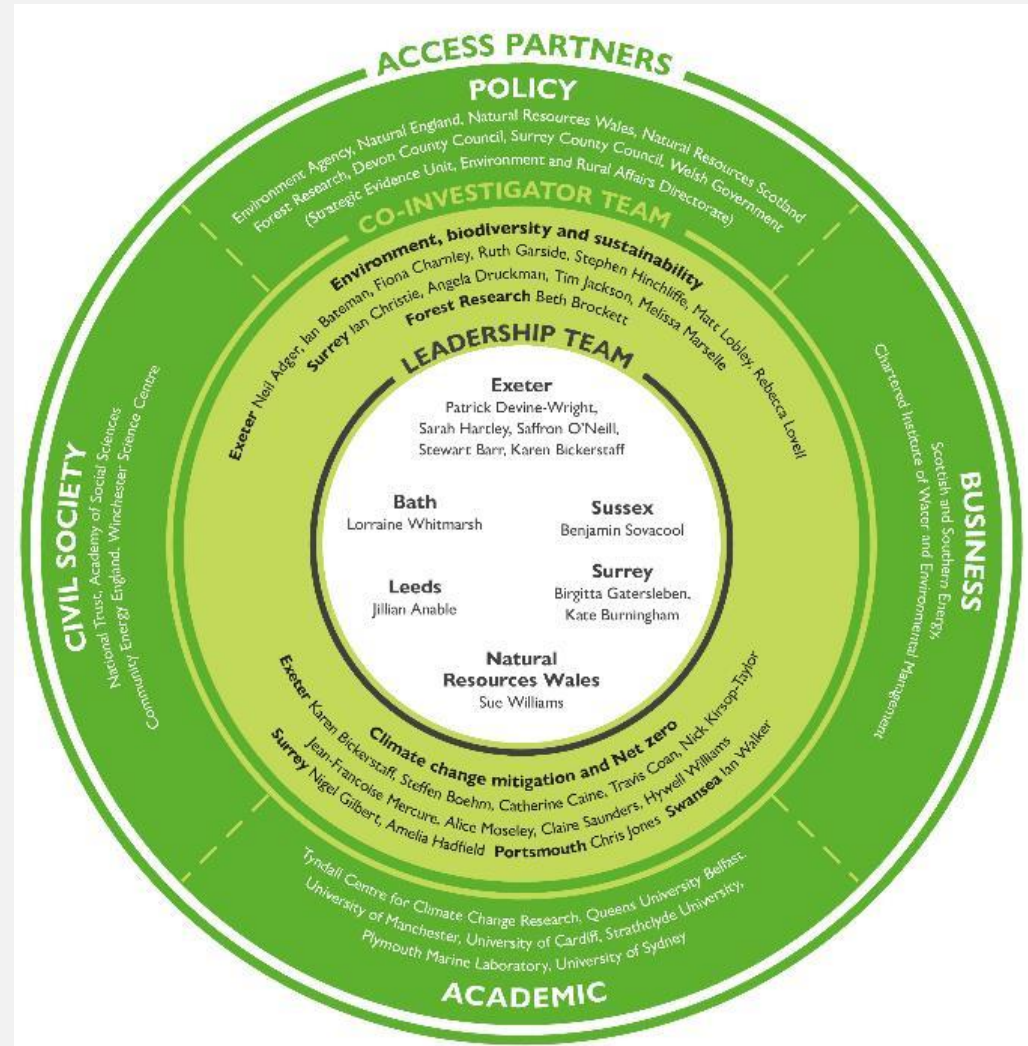 ACCESS PARTNERS
POLICY
Environment Agency, Natural England, Natural Resources Wales, Natural Resources Scotland
Forest Research, Devon County Council, Surrey County Council, Welsh Government
(Strategic Evidence Unit, Environment and Rural Affairs Directorate)
CO-INVESTIGATOR TEAM
Environment, biodiversity and sustainability
Exeter Neil Adger, Ian Bateman, Fiona Charnley, Ruth Garside, Stephen Hinchliffe, Matt Lobley, Rebecca Lovell
Surrey Ian Christie, Angela Druckman, Tim Jackson, Melissa Marselle
Forest Research Beth Brockett
LEADERSHIP TEAM
Exeter
Patrick Devine-Wright,
Sarah Hartley, Saffron O'Neill,
Stewart Barr, Karen Bickerstaff
Bath
Lorraine Whitmarsh
Sussex
Benjamin Sovacool
Leeds
Jillian Anable
Surrey
Birgitta Gatersleben,
Kate Burningham
Natural
Resources Wales
Sue Williams
Climate change mitigation and Net zero
Exeter Karen Bickerstaff, Steffen Boehm, Catherine Caine, Travis Coan, Nick Kirsop-Taylor
Jean-Francoise Mercure, Alice Moseley, Claire Saunders, Hywell Williams
Surrey Nigel Gilbert, Amelia Hadfield Portsmouth Chris Jones Swansea Ian Walker
CIVIL SOCIETY
National Trust, Academy of Social Sciences
Community Energy England, Winchester Science Centre
BUSINESS
Scottish and Southern Energy,
Chartered Institute of Water and Environmental Management
Tyndall Centre for Climate Change Research, Queens University Belfast,
University of Manchester, University of Cardiff, Strathclyde University,
Plymouth Marine Laboratory, University of Sydney
ACADEMIC